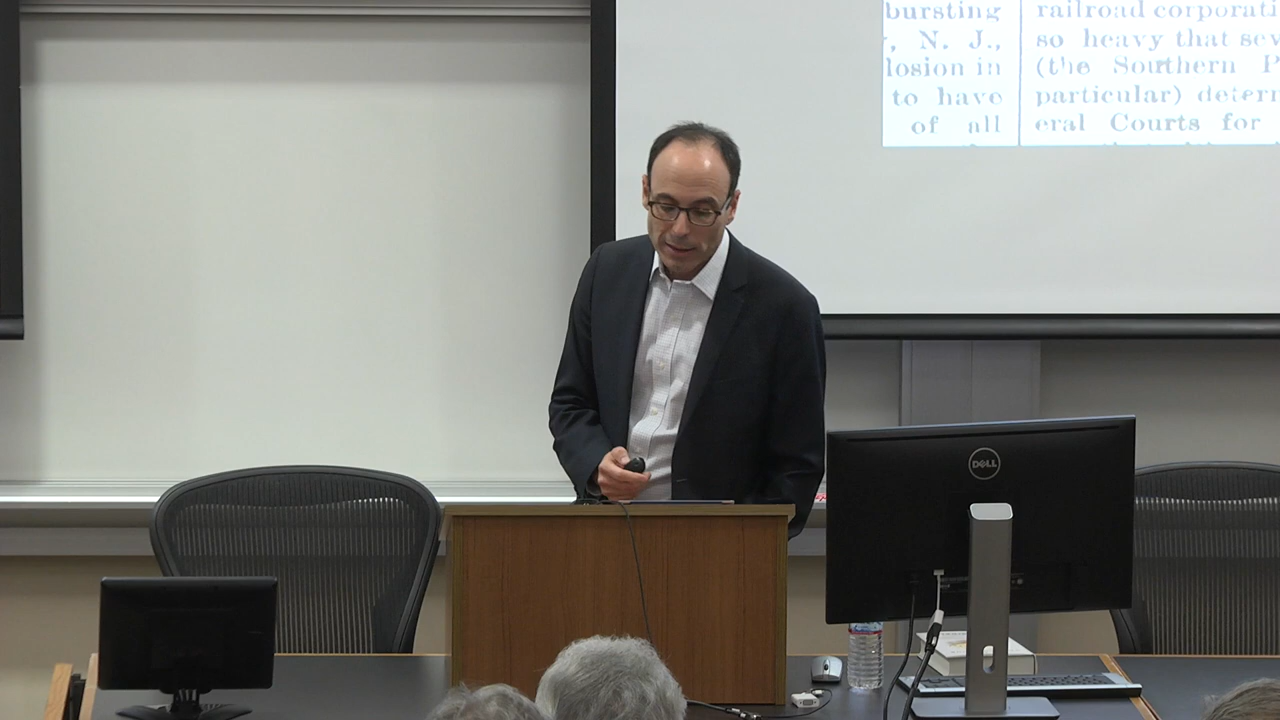 bursting
, N. J.,
losion in
to have
of all
railroad corporati
so heavy that sev
(the Southern P
particular) determ
eral Courts for
DELL